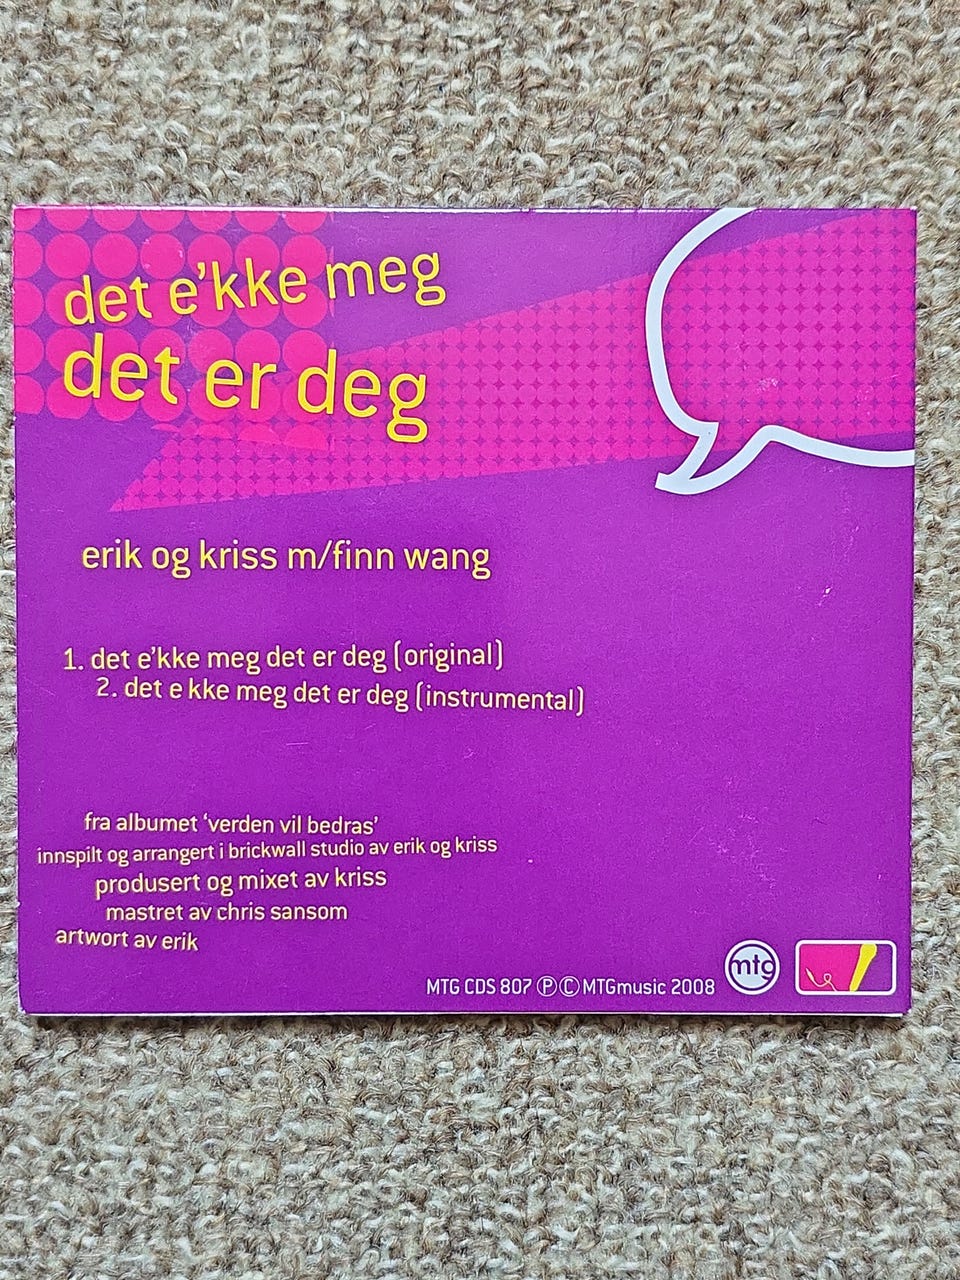 det e'kke meg
det er deg
erik og kriss m/finn wang
1. det e'kke meg det er deg (original)
2. det e kke meg det er deg (instrumental)
fra albumet 'verden vil bedras'
innspilt og arrangert i brickwall studio av erik og kriss
produsert og mixet av kriss
mastret av chris sansom
artwort av erik
MTG CDS 807 ℗© MTGmusic 2008
mtg